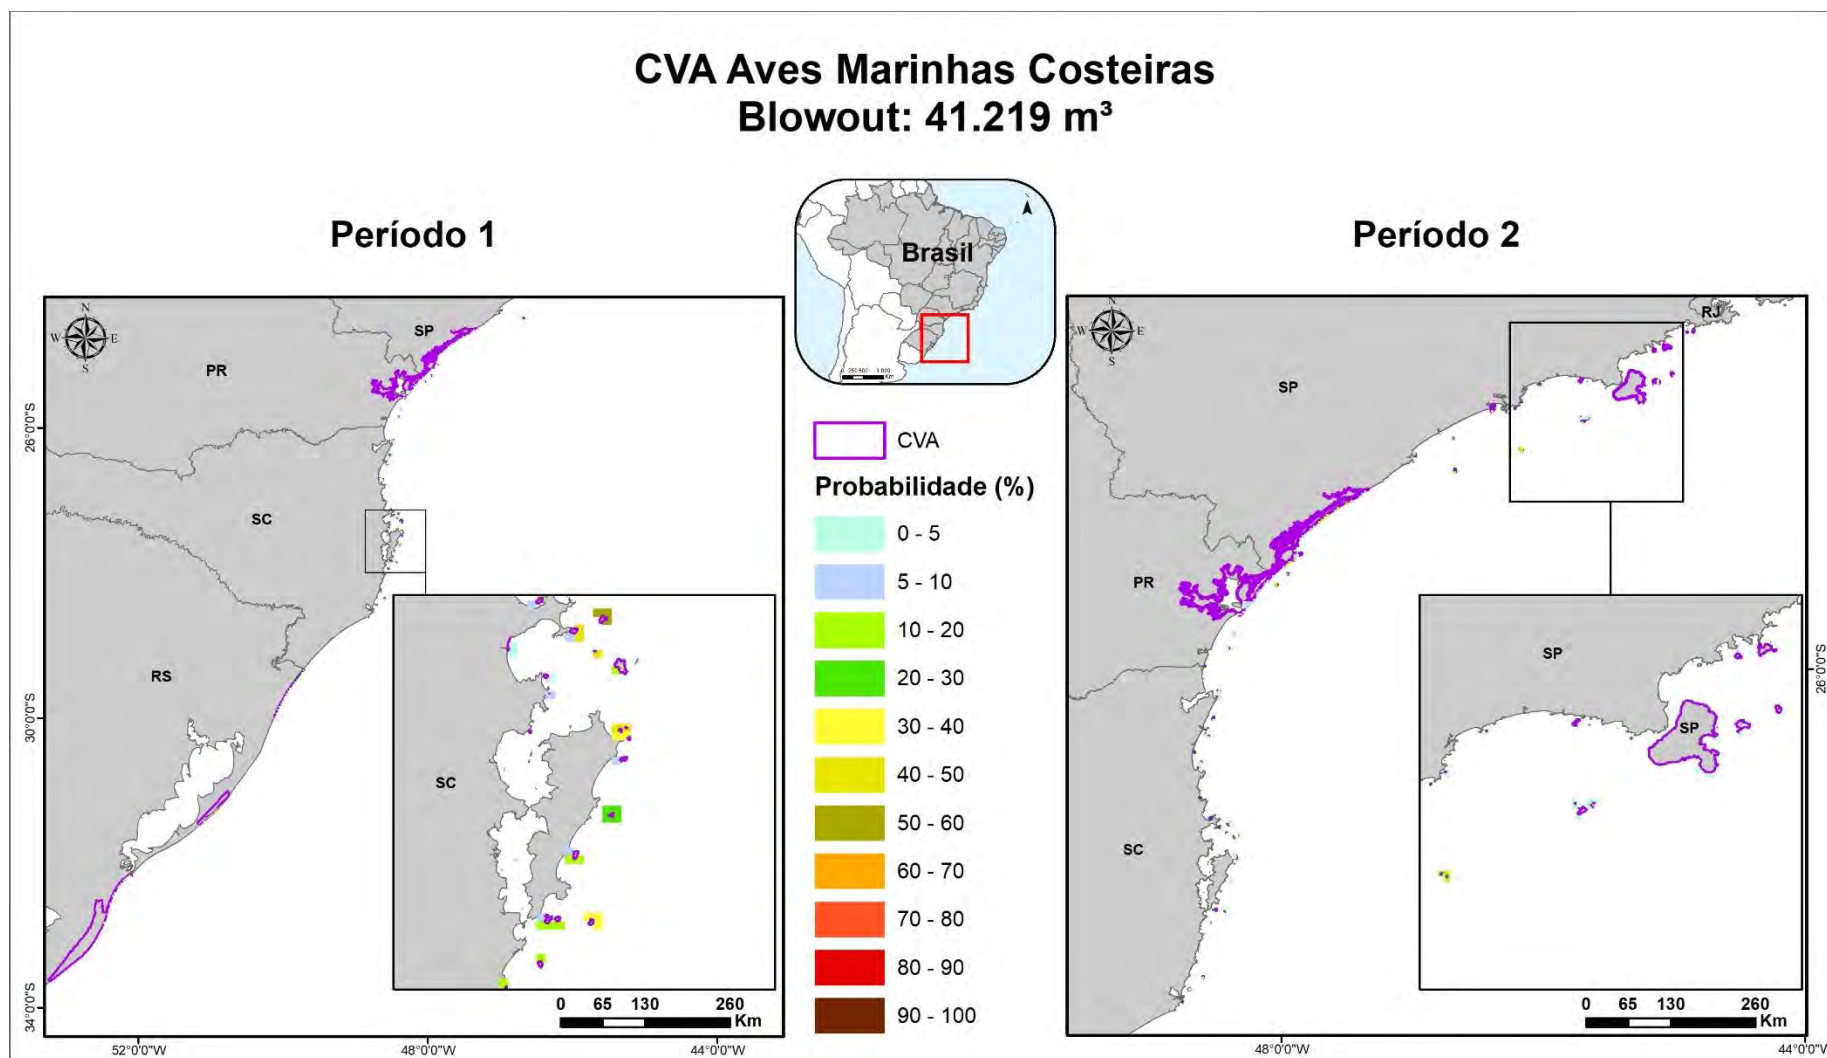 CVA Aves Marinhas Costeiras
Blowout: 41.219 m³
Período 1
Período 2
Brasil
Km
N
W
E
S
SP
PR
SC
RS
SC
26°0'0"S
30°0'0"S
34°0'0"S
52°0'0"W
48°0'0"W
44°0'0"W
0 65 130 260
Km
CVA
Probabilidade (%)
0 - 5
5 - 10
10 - 20
20 - 30
30 - 40
40 - 50
50 - 60
60 - 70
70 - 80
80 - 90
90 - 100
N
W
E
S
RJ
SP
PR
SC
SP
SP
26°0'0"S
48°0'0"W
44°0'0"W
0 65 130 260
Km